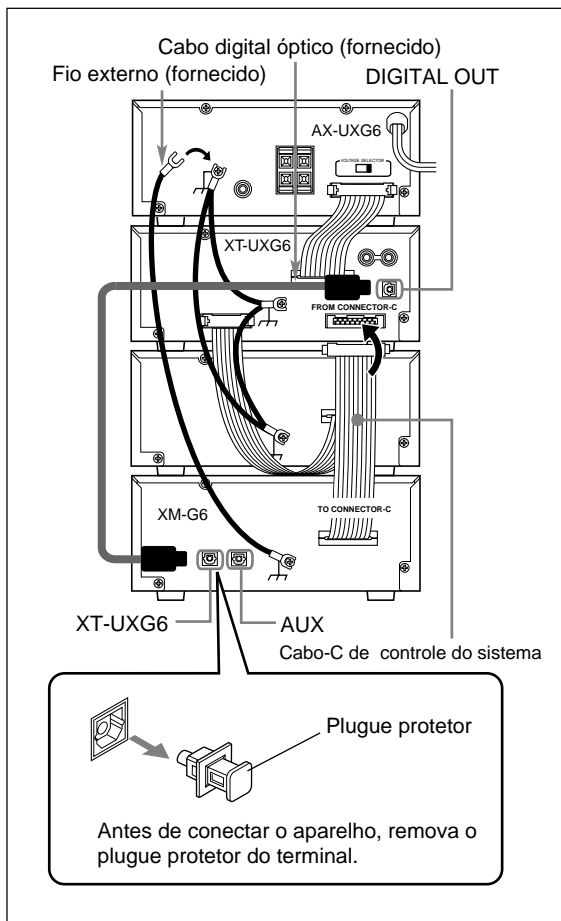 Cabo digital óptico (fornecido)
Fio externo (fornecido)
DIGITAL OUT
AX-UXG6
VOLTAGE SELECTOR
XT-UXG6
FROM CONNECTOR-C
TO CONNECTOR-C
XM-G6
XT-UXG6
AUX
Cabo-C de controle do sistema
Plugue protetor
Antes de conectar o aparelho, remova o
plugue protetor do terminal.